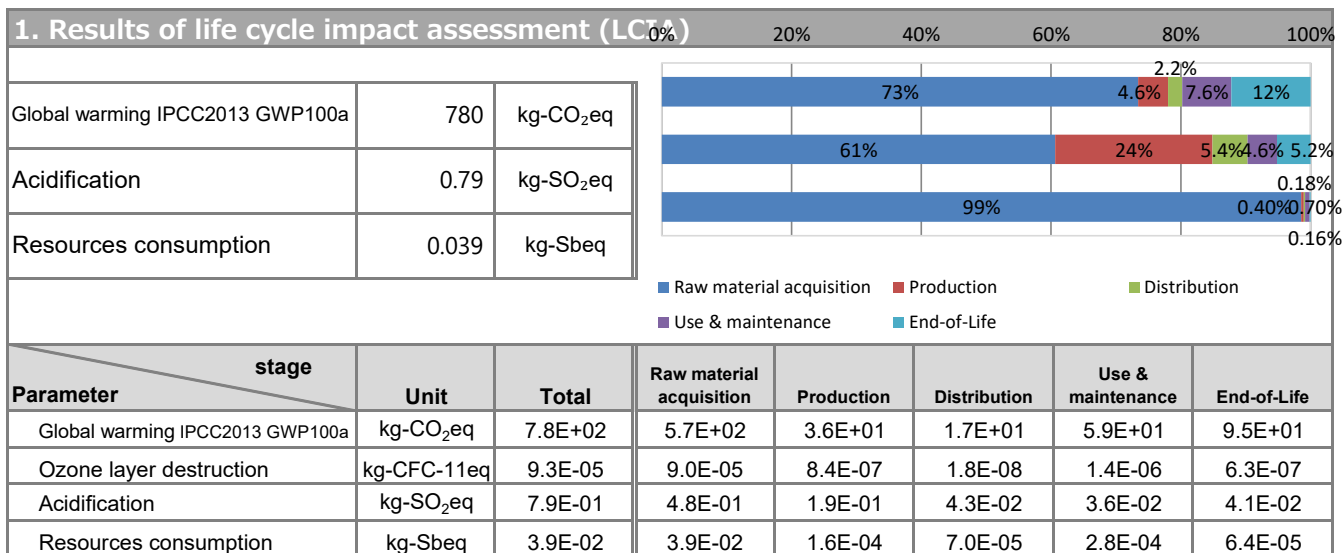 1. Results of life cycle impact assessment (LCIA)
0% 20% 40% 60% 80% 100%
Global warming IPCC2013 GWP100a 780 kg-CO₂eq
73% 4.6% 2.2% 7.6% 12%
Acidification 0.79 kg-SO₂eq
61% 24% 5.4% 4.6% 5.2%
Resources consumption 0.039 kg-Sbeq
99% 0.40% 0.18% 0.70% 0.16%
Raw material acquisition Production Distribution
Use & maintenance End-of-Life
stage
Parameter Unit Total Raw material acquisition Production Distribution Use & maintenance End-of-Life
Global warming IPCC2013 GWP100a kg-CO₂eq 7.8E+02 5.7E+02 3.6E+01 1.7E+01 5.9E+01 9.5E+01
Ozone layer destruction kg-CFC-11eq 9.3E-05 9.0E-05 8.4E-07 1.8E-08 1.4E-06 6.3E-07
Acidification kg-SO₂eq 7.9E-01 4.8E-01 1.9E-01 4.3E-02 3.6E-02 4.1E-02
Resources consumption kg-Sbeq 3.9E-02 3.9E-02 1.6E-04 7.0E-05 2.8E-04 6.4E-05